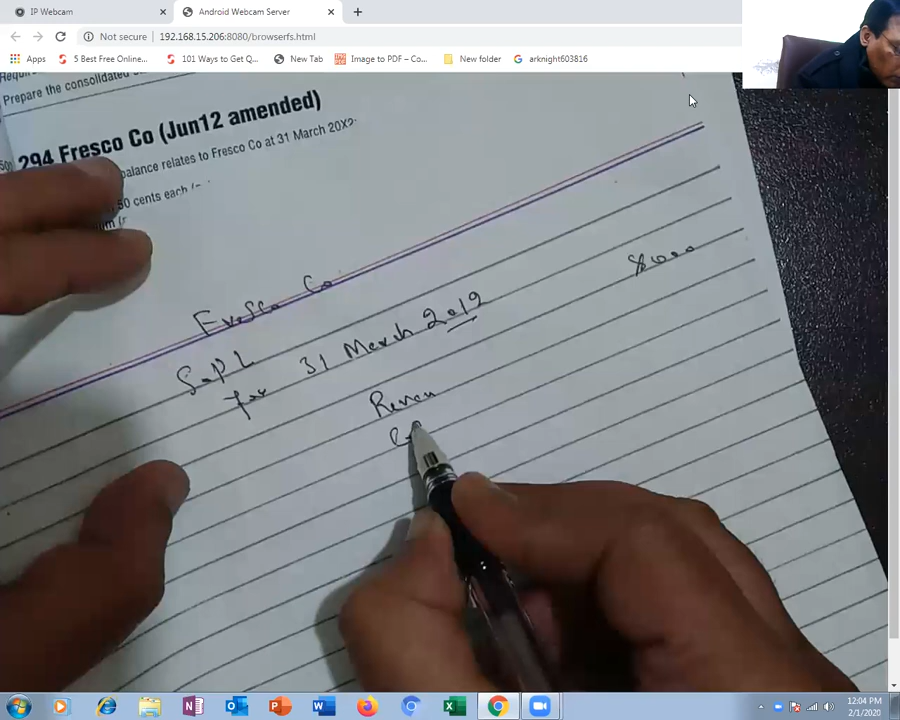 IP Webcam
Android Webcam Server
Not secure | 192.168.15.206:8080/browserfs.html
Apps
5 Best Free Online...
101 Ways to Get Q...
New Tab
Image to PDF – Co...
New folder
arknight603816
Prepare the consolidated
294 Fresco Co (Jun12 amended)
balance relates to Fresco Co at 31 March 20X2:
50 cents each
Fresco Co
$000
SoPL
for 31 March 2019
Reven
12:04 PM
2/1/2020